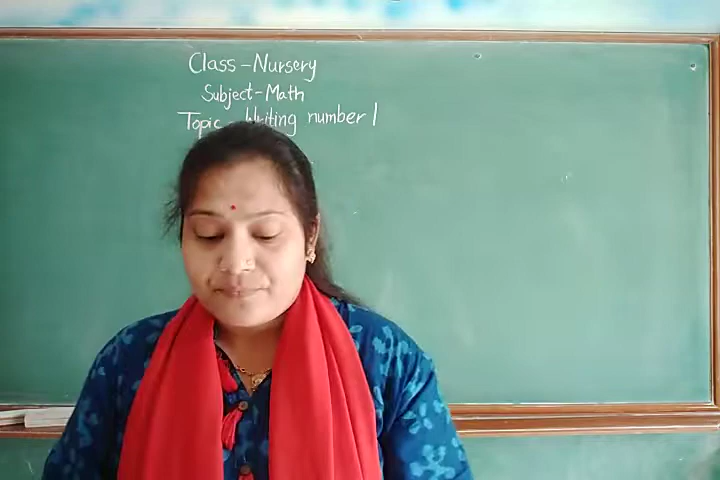 Class - Nursery
Subject - Math
Topic - Writing number 1